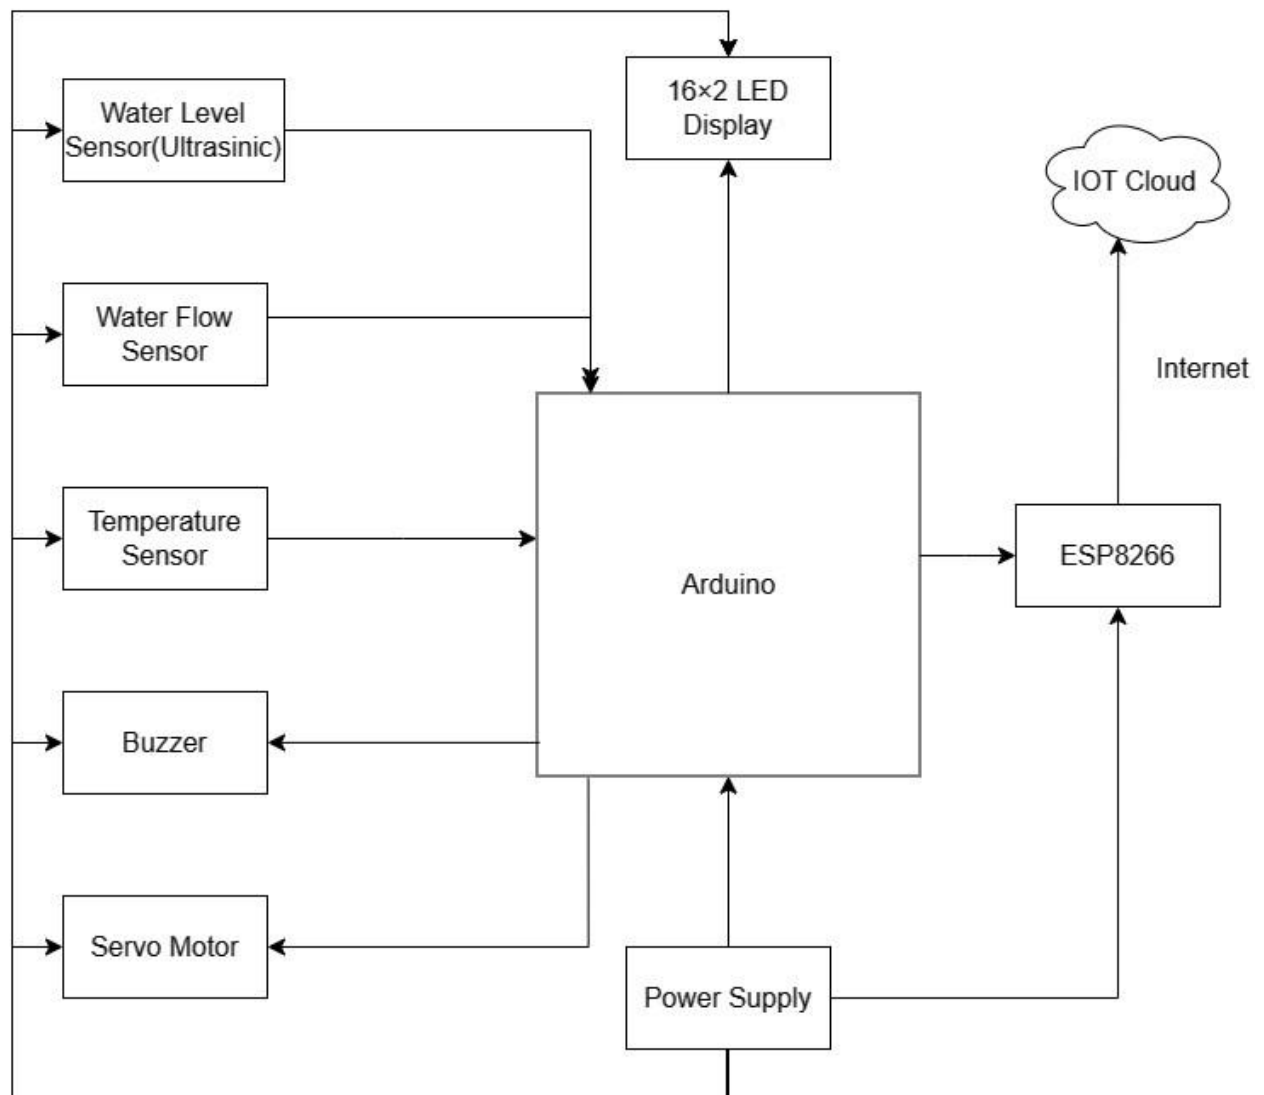 16×2 LED
Display
Water Level
Sensor(Ultrasinic)
IOT Cloud
Water Flow
Sensor
Internet
Temperature
Sensor
Arduino
ESP8266
Buzzer
Servo Motor
Power Supply